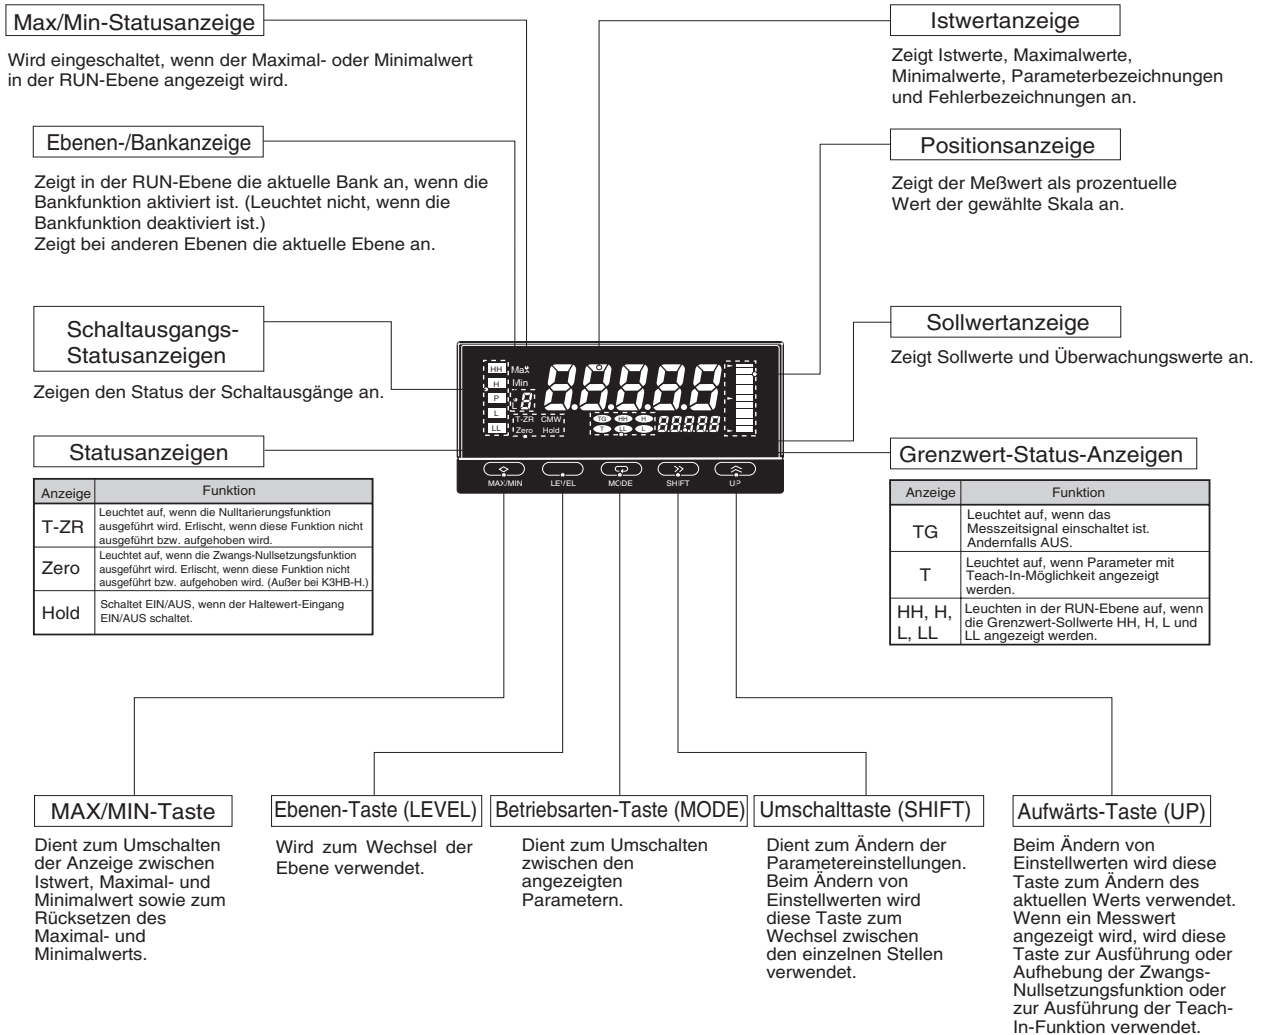 Max/Min-Statusanzeige
Wird eingeschaltet, wenn der Maximal- oder Minimalwert
in der RUN-Ebene angezeigt wird.
Istwertanzeige
Zeigt Istwerte, Maximalwerte,
Minimalwerte, Parameterbezeichnungen
und Fehlerbezeichnungen an.
Ebenen-/Bankanzeige
Zeigt in der RUN-Ebene die aktuelle Bank an, wenn die
Bankfunktion aktiviert ist. (Leuchtet nicht, wenn die
Bankfunktion deaktiviert ist.)
Zeigt bei anderen Ebenen die aktuelle Ebene an.
Positionsanzeige
Zeigt der Meßwert als prozentuelle
Wert der gewählte Skala an.
Schaltausgangs-
Statusanzeigen
Zeigen den Status der Schaltausgänge an.
Sollwertanzeige
Zeigt Sollwerte und Überwachungswerte an.
HH Max
H Min
P
L
LL
8
88888
T-ZR CMW
Zero Hold
TG HH H
T LL L
88888
MAX/MIN LEVEL MODE SHIFT UP
Statusanzeigen
Anzeige Funktion
T-ZR Leuchtet auf, wenn die Nulltarierungsfunktion
ausgeführt wird. Erlischt, wenn diese Funktion nicht
ausgeführt bzw. aufgehoben wird.
Zero Leuchtet auf, wenn die Zwangs-Nullsetzungsfunktion
ausgeführt wird. Erlischt, wenn diese Funktion nicht
ausgeführt bzw. aufgehoben wird. (Außer bei K3HB-H.)
Hold Schaltet EIN/AUS, wenn der Haltewert-Eingang
EIN/AUS schaltet.
Grenzwert-Status-Anzeigen
Anzeige Funktion
TG Leuchtet auf, wenn das
Messzeitsignal einschaltet ist.
Andernfalls AUS.
T Leuchtet auf, wenn Parameter mit
Teach-In-Möglichkeit angezeigt
werden.
HH, H,
L, LL
Leuchten in der RUN-Ebene auf, wenn
die Grenzwert-Sollwerte HH, H, L und
LL angezeigt werden.
MAX/MIN-Taste
Dient zum Umschalten
der Anzeige zwischen
Istwert, Maximal- und
Minimalwert sowie zum
Rücksetzen des
Maximal- und
Minimalwerts.
Ebenen-Taste (LEVEL)
Wird zum Wechsel der
Ebene verwendet.
Betriebsarten-Taste (MODE)
Dient zum Umschalten
zwischen den
angezeigten
Parametern.
Umschalttaste (SHIFT)
Dient zum Ändern der
Parametereinstellungen.
Beim Ändern von
Einstellwerten wird
diese Taste zum
Wechsel zwischen
den einzelnen Stellen
verwendet.
Aufwärts-Taste (UP)
Beim Ändern von
Einstellwerten wird diese
Taste zum Ändern des
aktuellen Werts verwendet.
Wenn ein Messwert
angezeigt wird, wird diese
Taste zur Ausführung oder
Aufhebung der Zwangs-
Nullsetzungsfunktion oder
zur Ausführung der Teach-
In-Funktion verwendet.